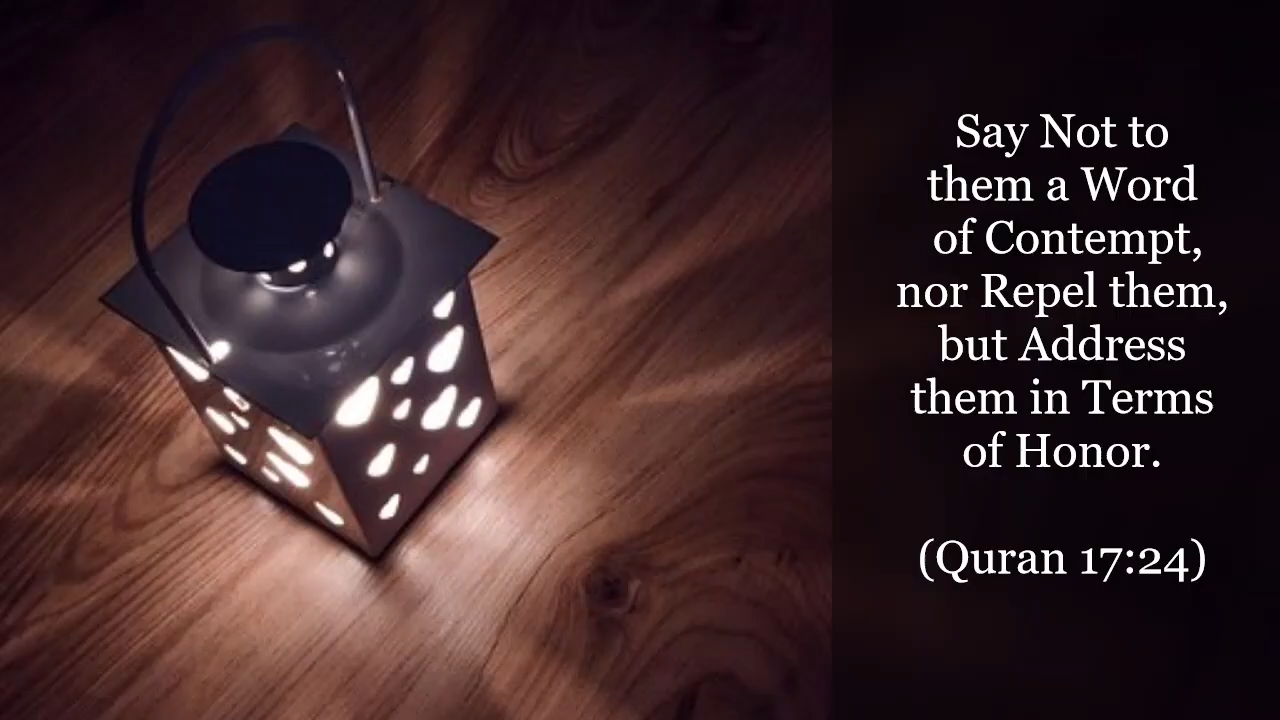 Say Not to
them a Word
of Contempt,
nor Repel them,
but Address
them in Terms
of Honor.
(Quran 17:24)